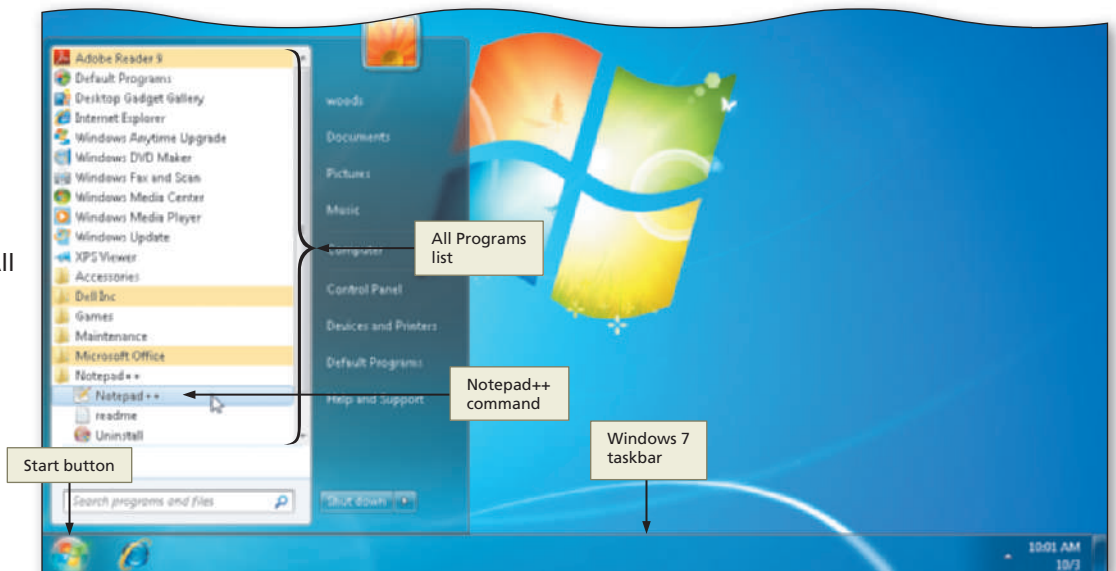 Adobe Reader 9
Default Programs
Desktop Gadget Gallery
Internet Explorer
Windows Anytime Upgrade
Windows DVD Maker
Windows Fax and Scan
Windows Media Center
Windows Media Player
Windows Update
XPS Viewer
Accessories
Dell Inc
Games
Maintenance
Microsoft Office
Notepad++
Notepad++
readme
Uninstall
Search programs and files
woods
Documents
Pictures
Music
Computer
Control Panel
Devices and Printers
Default Programs
Help and Support
Shut down
All Programs
list
Notepad++
command
Windows 7
taskbar
Start button
10:01 AM
10/3